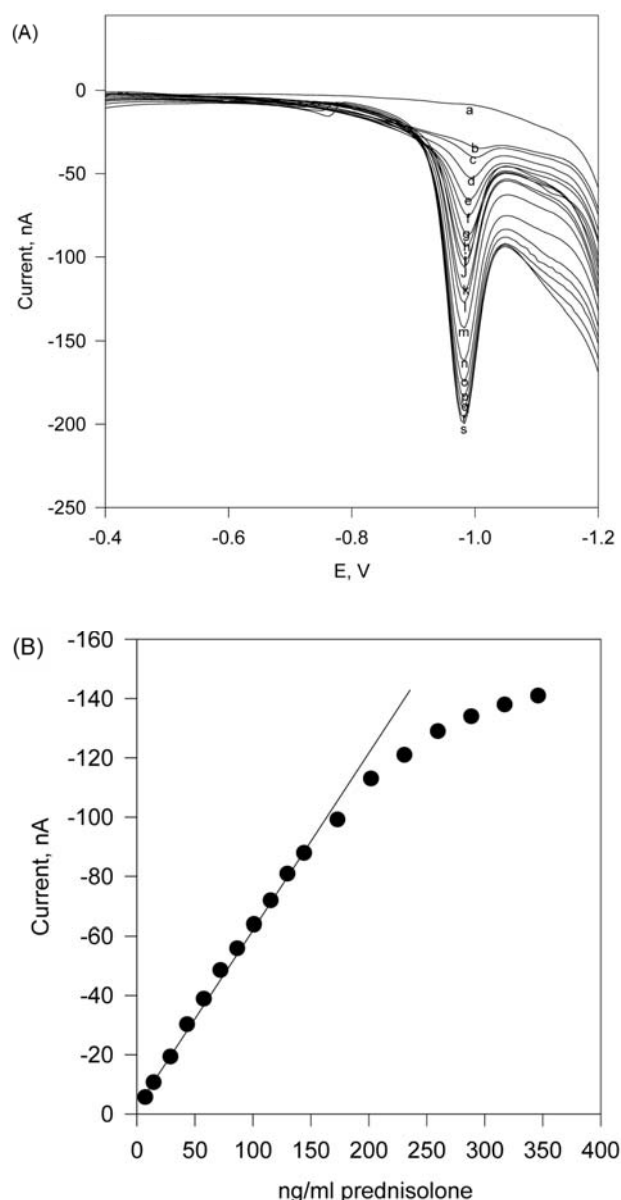 (A)
0
-50
-100
-150
-200
-250
Current, nA
a
b
c
d
e
f
g
h
i
j
k
l
m
n
o
p
s
-0.4 -0.6 -0.8 -1.0 -1.2
E, V
(B)
-160
-140
-120
-100
-80
-60
-40
-20
0
Current, nA
0 50 100 150 200 250 300 350 400
ng/ml prednisolone